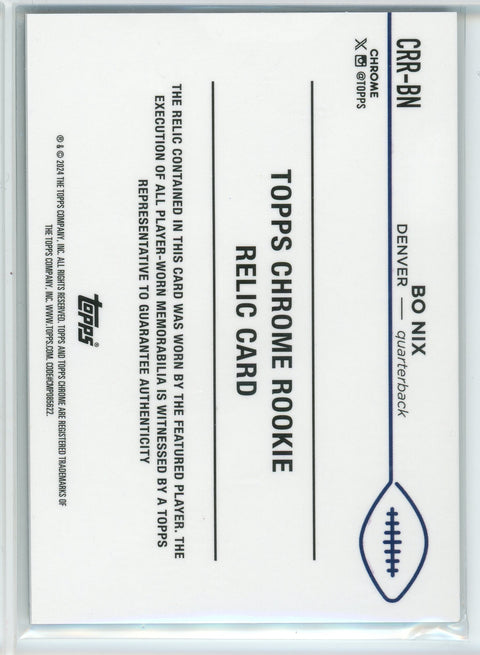 CRR-BN
BO NIX
DENVER — quarterback
CHROME
X @TOPPS
TOPPS CHROME ROOKIE
RELIC CARD
THE RELIC CONTAINED IN THIS CARD WAS WORN BY THE FEATURED PLAYER. THE
EXECUTION OF ALL PLAYER-WORN MEMORABILIA IS WITNESSED BY A TOPPS
REPRESENTATIVE TO GUARANTEE AUTHENTICITY
topps®
® & © 2024 THE TOPPS COMPANY, INC. ALL RIGHTS RESERVED. TOPPS AND TOPPS CHROME ARE REGISTERED TRADEMARKS OF
THE TOPPS COMPANY, INC. WWW.TOPPS.COM. CODE#CMP085622.